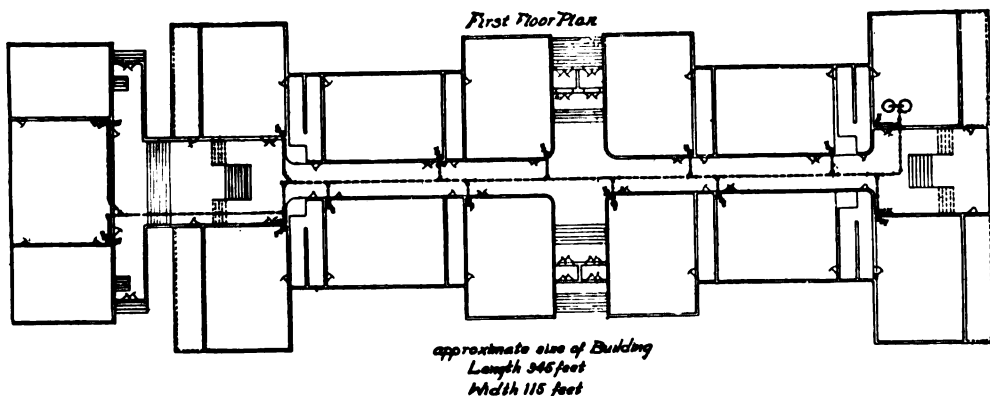 First Floor Plan
approximate size of Building
Length 345 feet
Width 115 feet